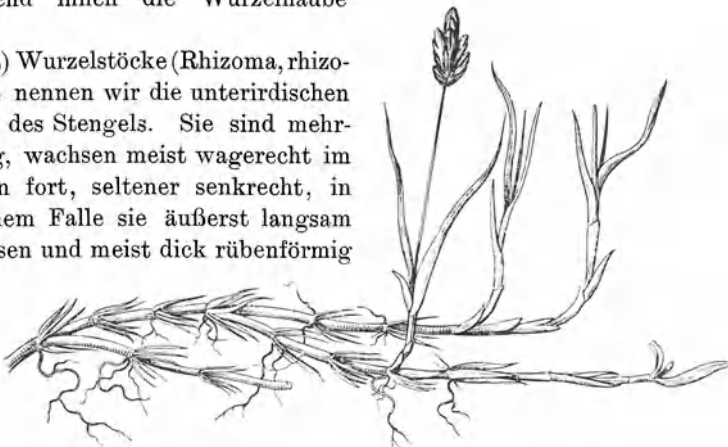 ihnen die Wurzelhaube
) Wurzelstöcke (Rhizoma, rhizo-
nennen wir die unterirdischen
des Stengels. Sie sind mehr-
g, wachsen meist wagerecht im
n fort, seltener senkrecht, in
nem Falle sie äußerst langsam
sen und meist dick rübenförmig